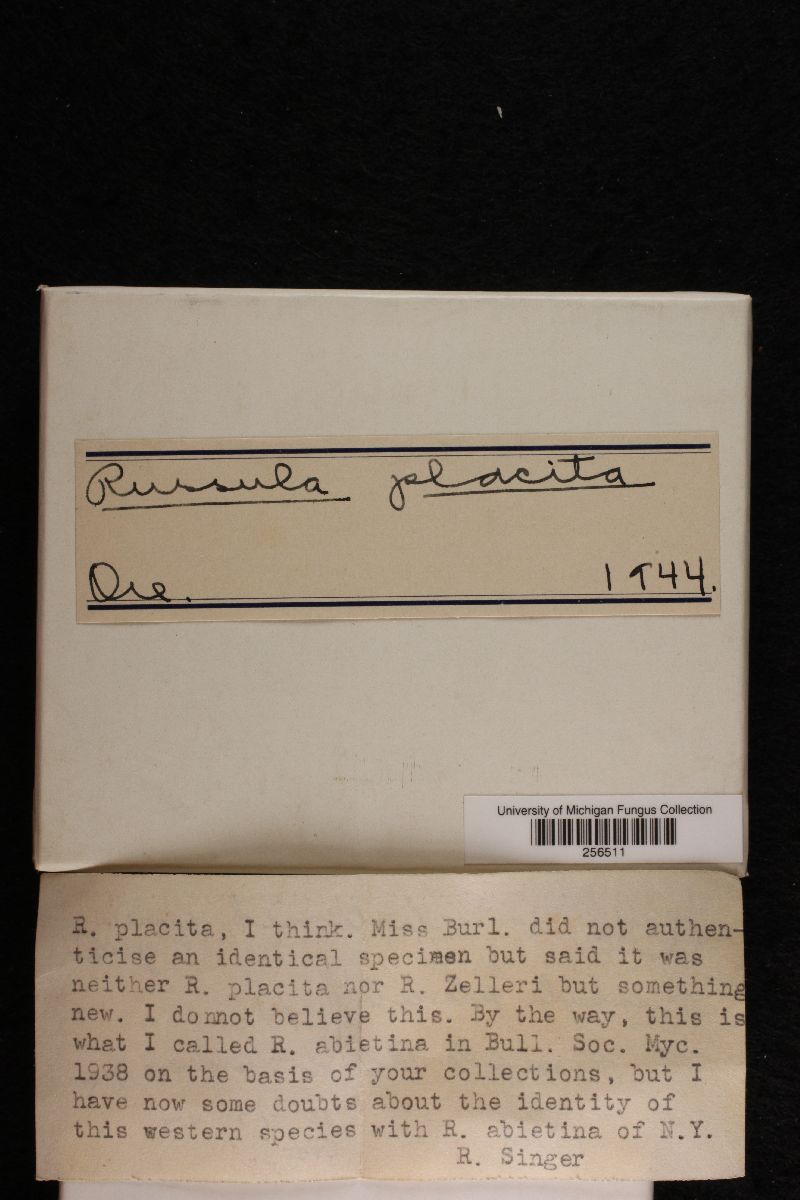 Russula placita
Ore. 1944.
University of Michigan Fungus Collection
256511
R. placita, I think. Miss Burl. did not authen-
ticise an identical specimen but said it was
neither R. placita nor R. Zelleri but something
new. I donnot believe this. By the way, this is
what I called R. abietina in Bull. Soc. Myc.
1938 on the basis of your collections, but I
have now some doubts about the identity of
this western species with R. abietina of N.Y.
R. Singer